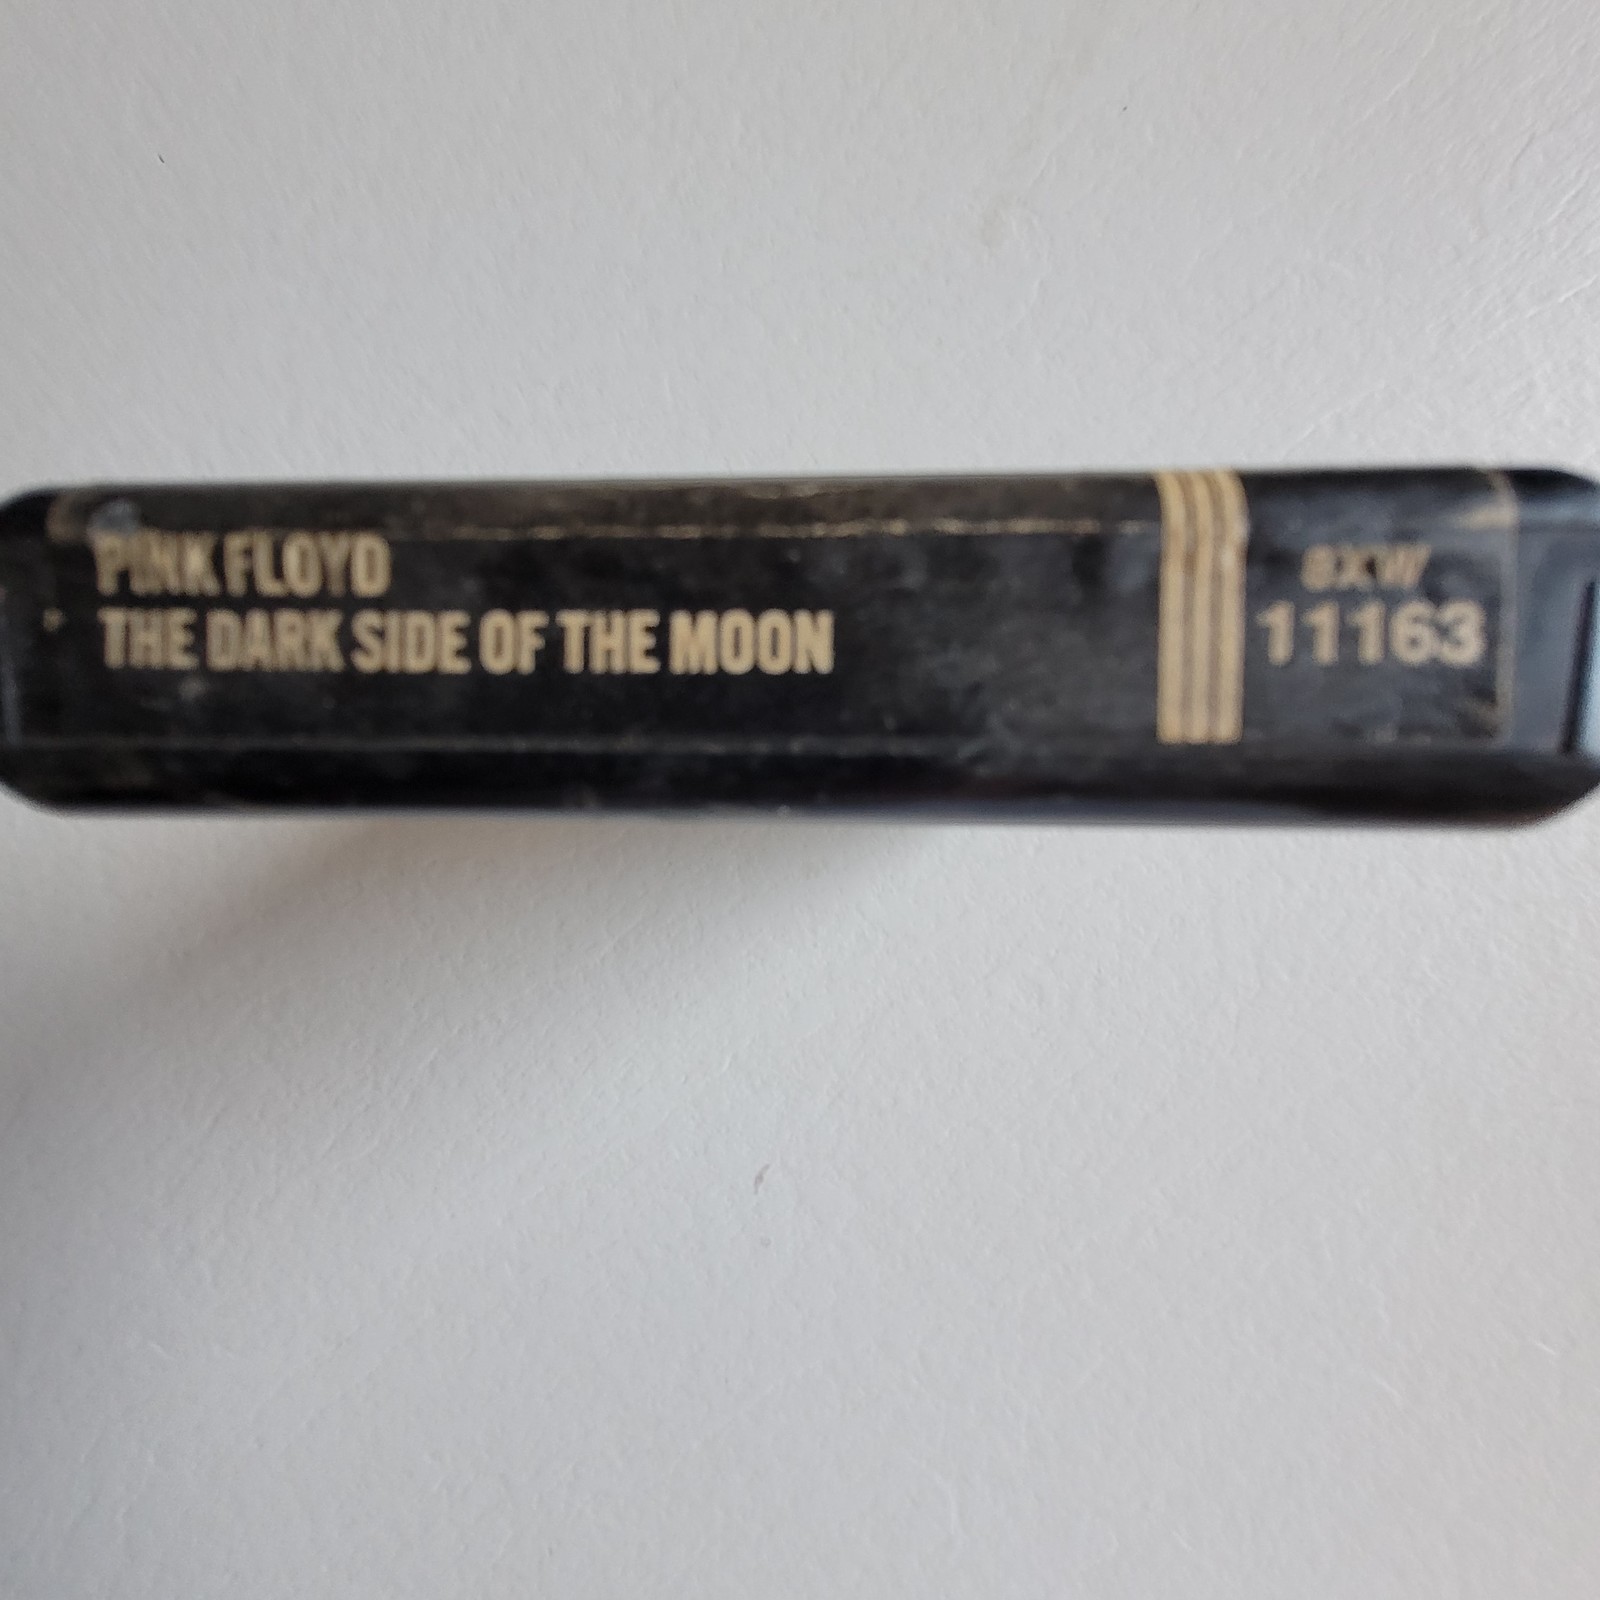 PINK FLOYD
THE DARK SIDE OF THE MOON
8XW
11163